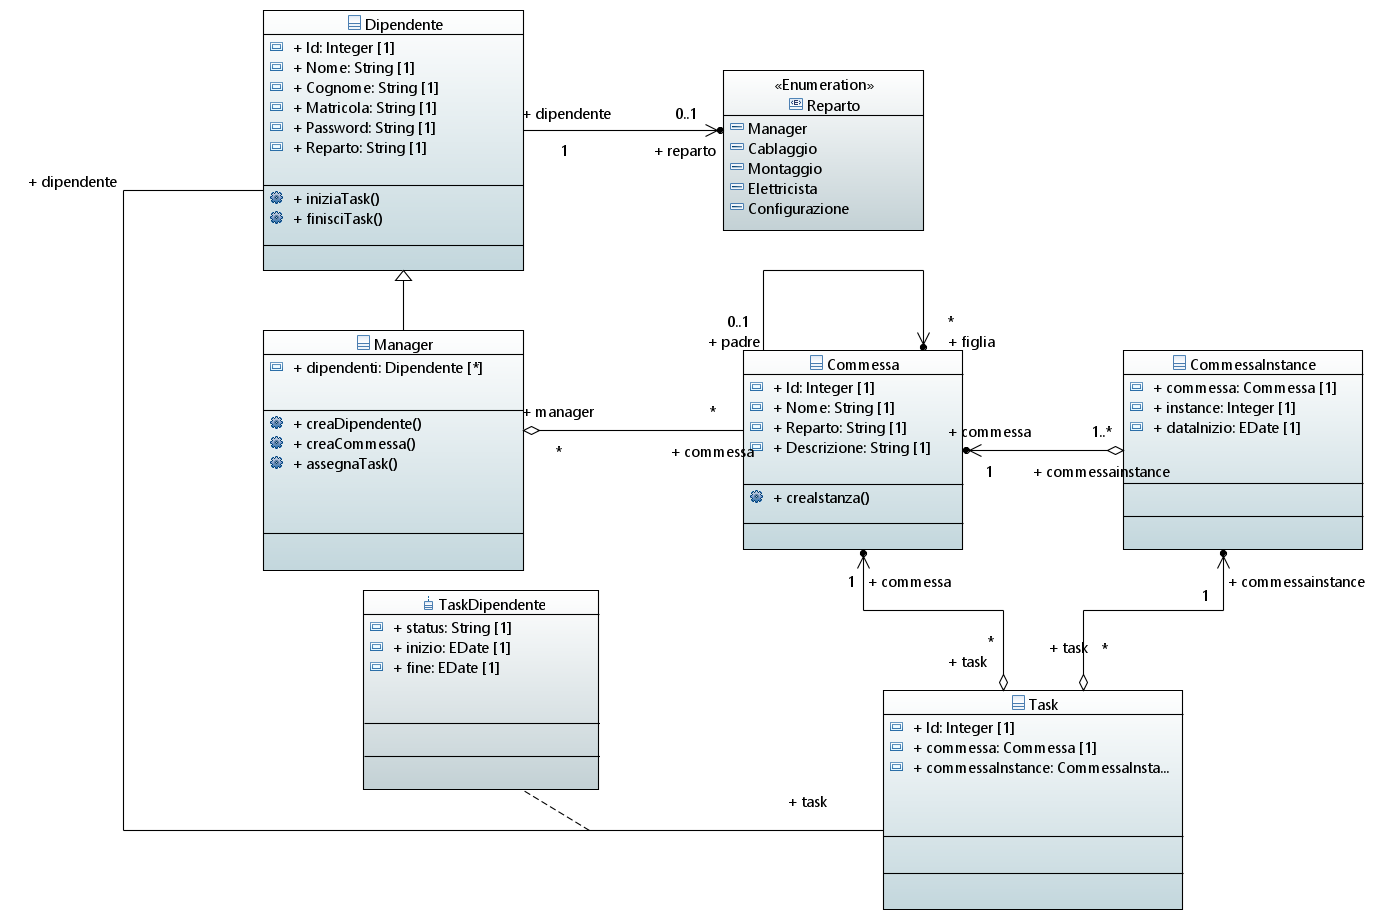 Dipendente
+ Id: Integer [1]
+ Nome: String [1]
+ Cognome: String [1]
+ Matricola: String [1]
+ Password: String [1]
+ Reparto: String [1]
+ iniziaTask()
+ finisciTask()
+ dipendente
+ dipendente
1
0..1
+ reparto
«Enumeration»
Reparto
Manager
Cablaggio
Montaggio
Elettricista
Configurazione
Manager
+ dipendenti: Dipendente [*]
+ creaDipendente()
+ creaCommessa()
+ assegnaTask()
+ manager
*
*
+ commessa
0..1
+ padre
*
+ figlia
Commessa
+ Id: Integer [1]
+ Nome: String [1]
+ Reparto: String [1]
+ Descrizione: String [1]
+ creaIstanza()
+ commessa
1
1..*
+ commessainstance
CommessaInstance
+ commessa: Commessa [1]
+ instance: Integer [1]
+ dataInizio: EDate [1]
1
+ commessa
*
+ task
+ commessainstance
1
+ task
*
TaskDipendente
+ status: String [1]
+ inizio: EDate [1]
+ fine: EDate [1]
+ task
Task
+ Id: Integer [1]
+ commessa: Commessa [1]
+ commessaInstance: CommessaInsta...